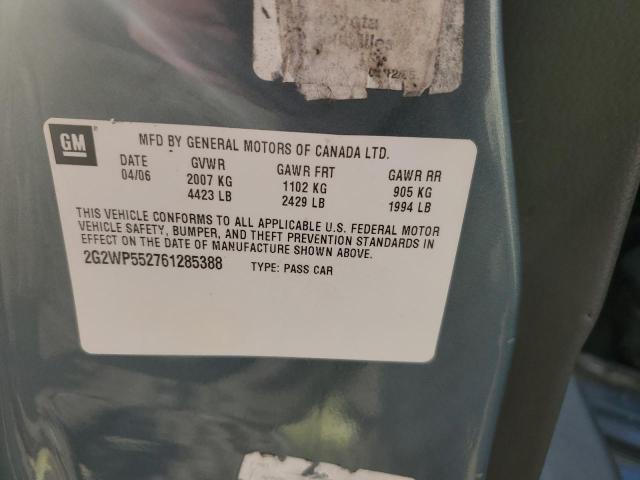 GM
MFD BY GENERAL MOTORS OF CANADA LTD.
DATE GVWR GAWR FRT GAWR RR
04/06 2007 KG 1102 KG 905 KG
4423 LB 2429 LB 1994 LB
THIS VEHICLE CONFORMS TO ALL APPLICABLE U.S. FEDERAL MOTOR
VEHICLE SAFETY, BUMPER, AND THEFT PREVENTION STANDARDS IN
EFFECT ON THE DATE OF MANUFACTURE SHOWN ABOVE.
2G2WP552761285388 TYPE: PASS CAR